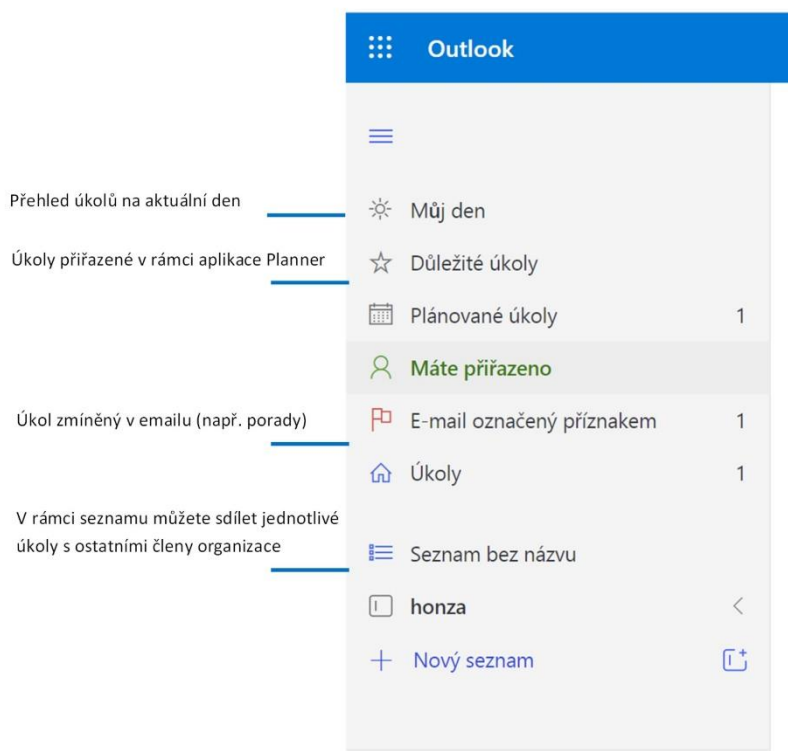 Outlook
Přehled úkolů na aktuální den
Můj den
Úkoly přiřazené v rámci aplikace Planner
Důležité úkoly
Plánované úkoly 1
Máte přiřazeno
Úkol zmíněný v emailu (např. porady)
E-mail označený příznakem 1
Úkoly 1
V rámci seznamu můžete sdílet jednotlivé
úkoly s ostatními členy organizace
Seznam bez názvu
honza
Nový seznam